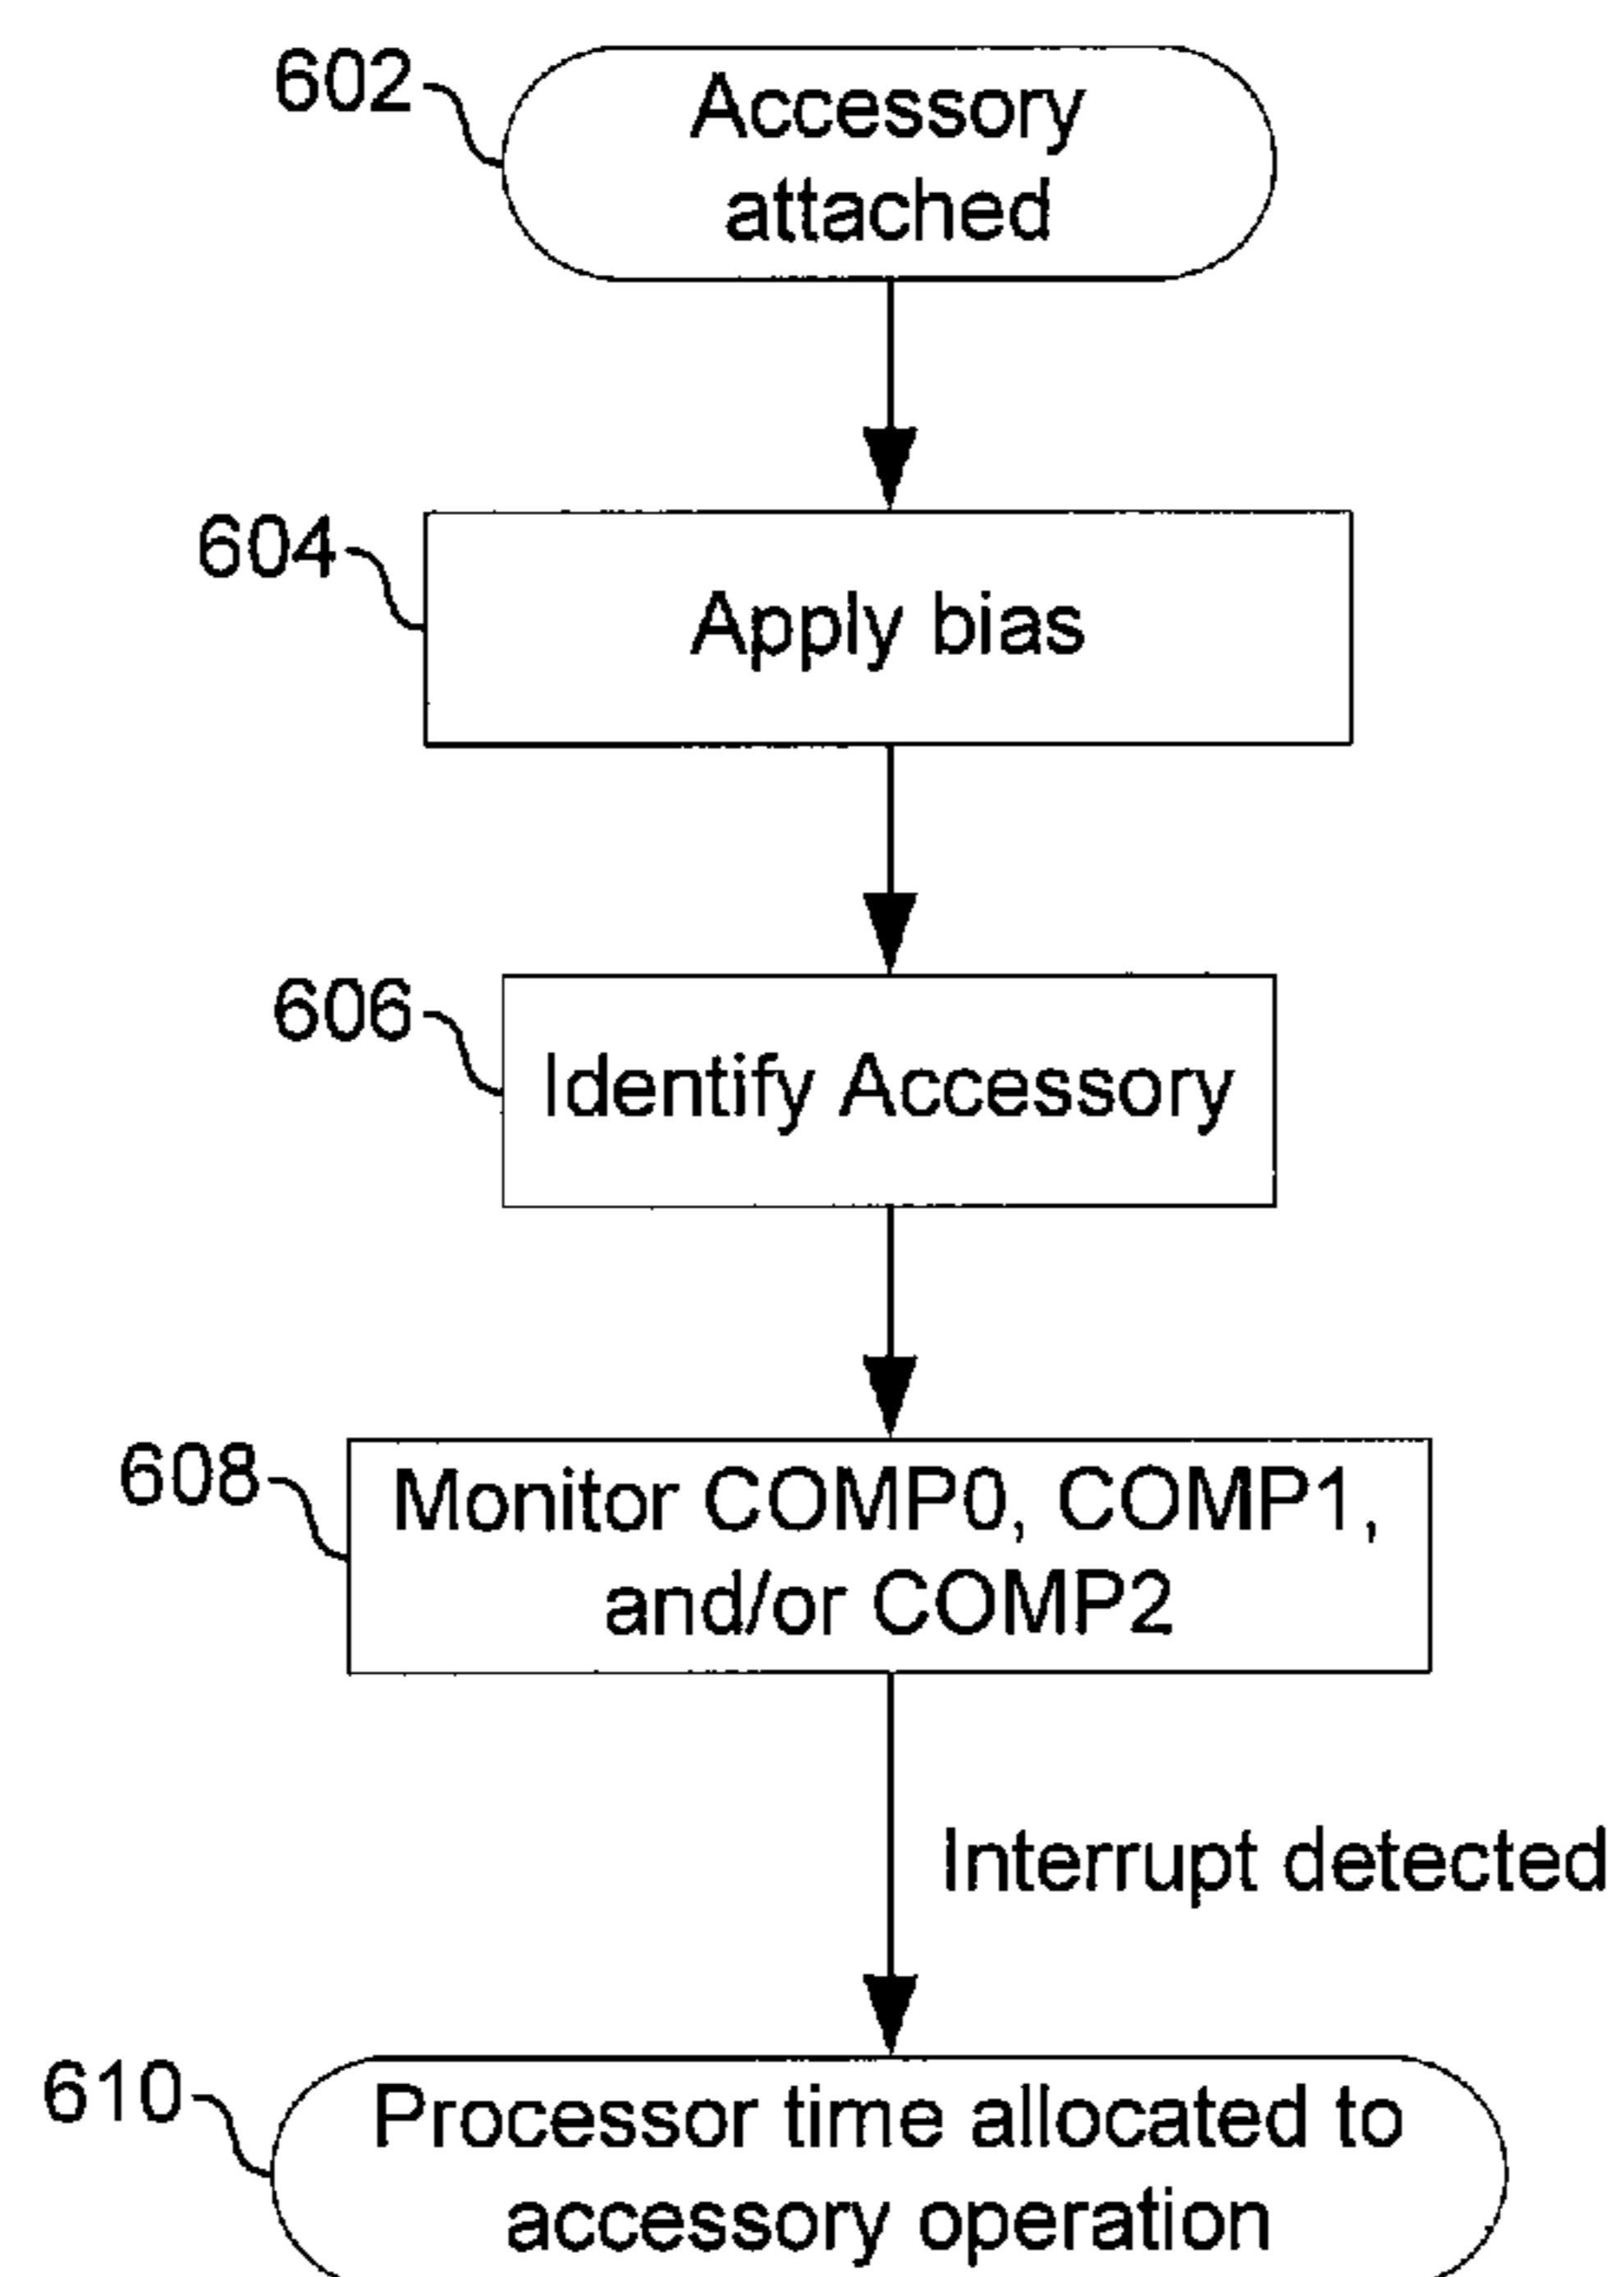 602
Accessory
attached
604
Apply bias
606
Identify Accessory
608
Monitor COMP0, COMP1,
and/or COMP2
Interrupt detected
610
Processor time allocated to
accessory operation